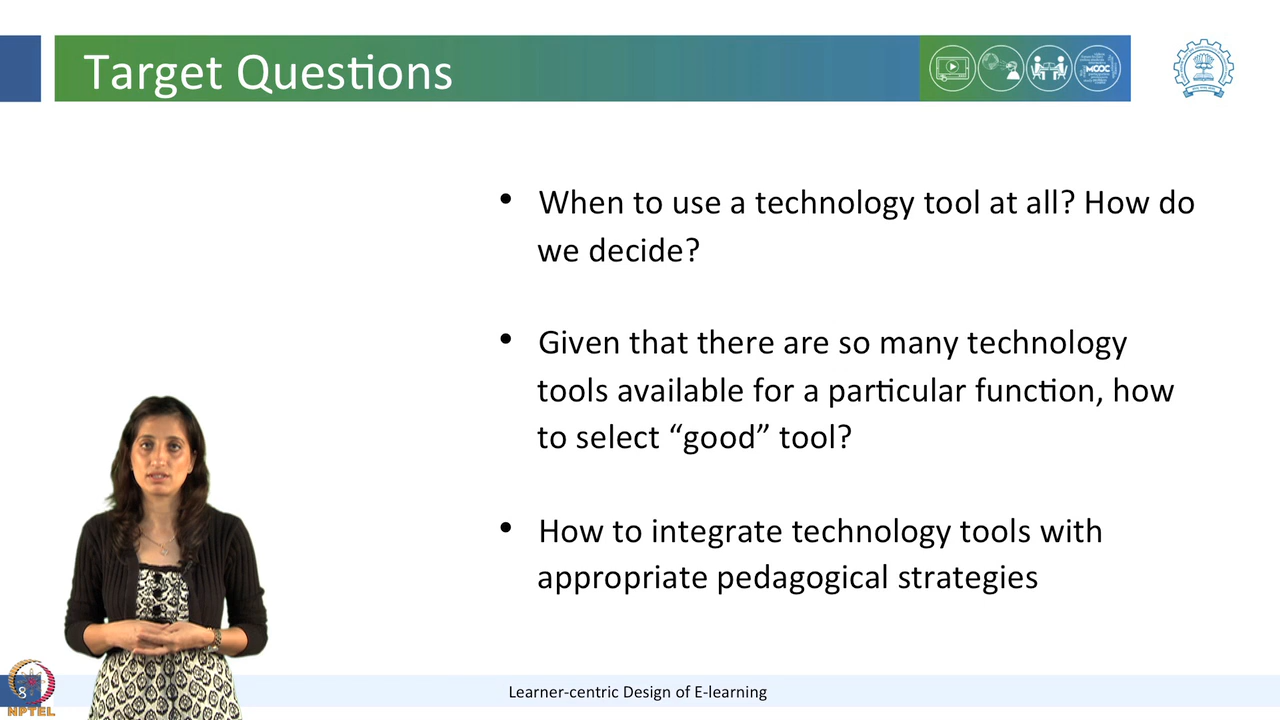 Target Questions
MOOC
• When to use a technology tool at all? How do
we decide?
• Given that there are so many technology
tools available for a particular function, how
to select “good” tool?
• How to integrate technology tools with
appropriate pedagogical strategies
8
NPTEL
Learner-centric Design of E-learning